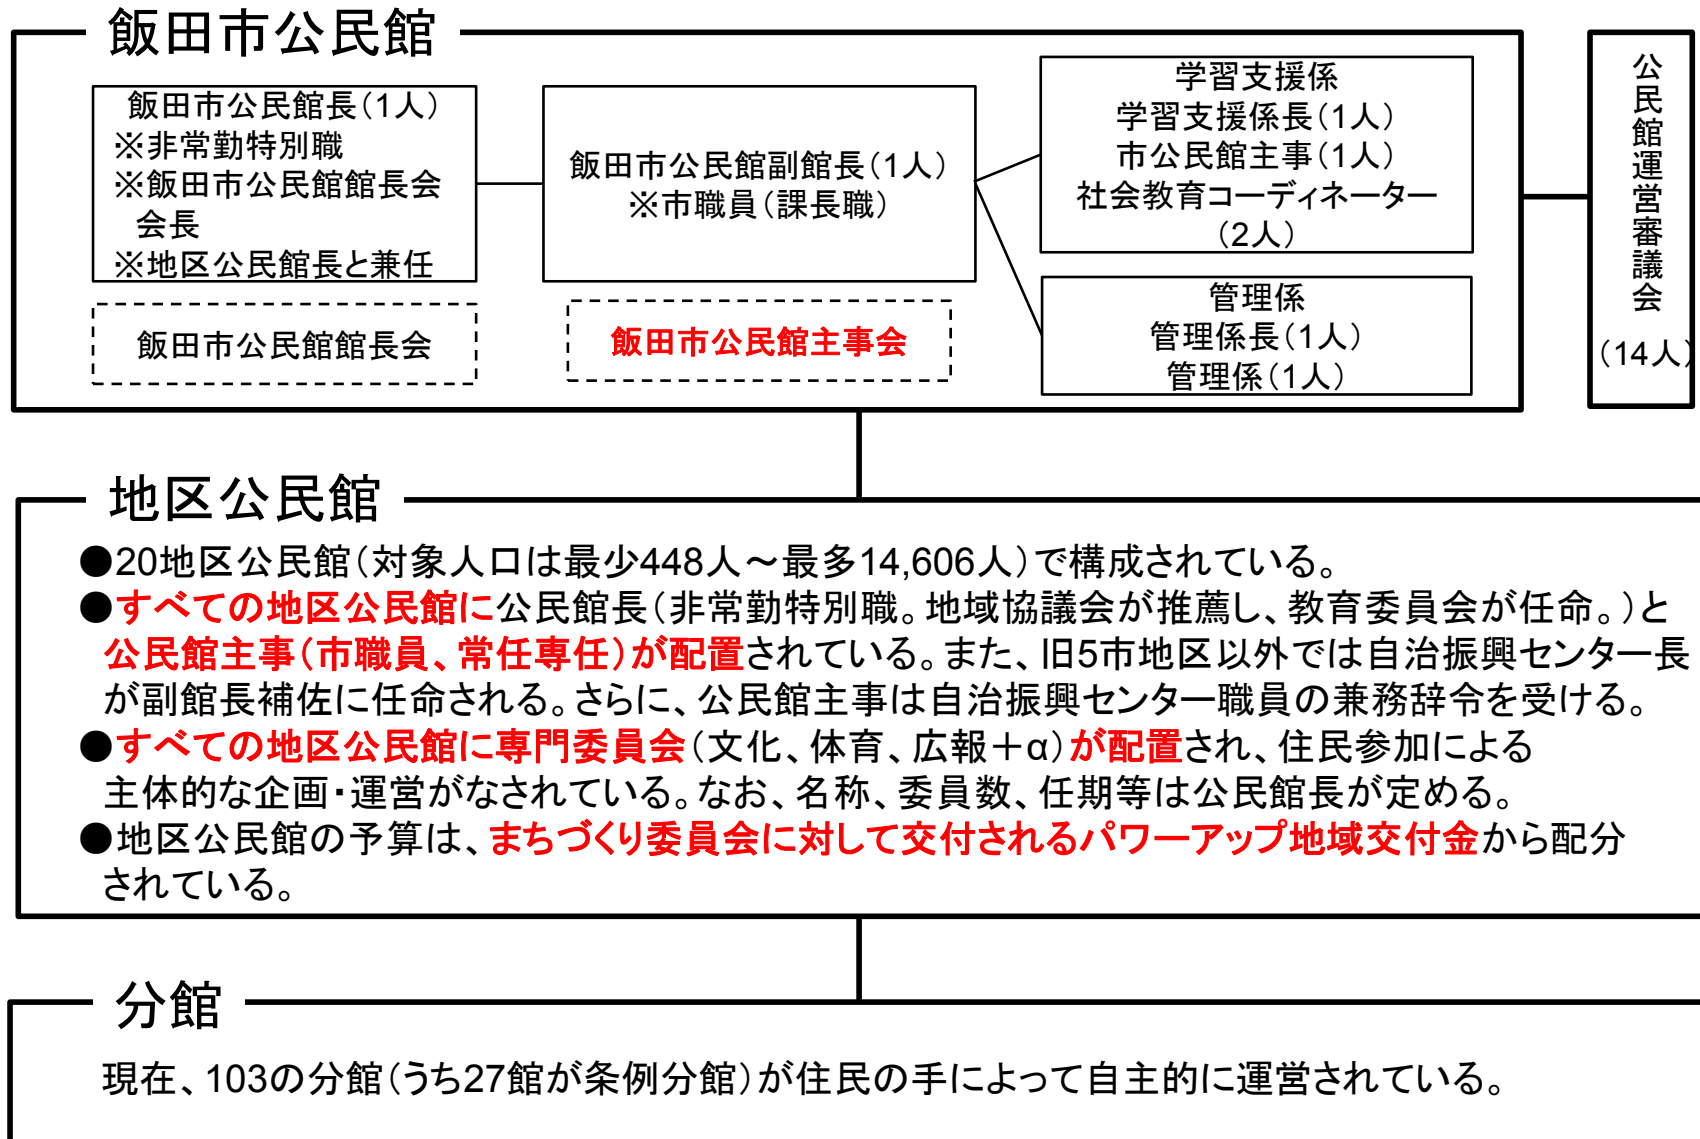 飯田市公民館
飯田市公民館長（1人）
※非常勤特別職
※飯田市公民館館長会
会長
※地区公民館長と兼任
飯田市公民館副館長（1人）
※市職員（課長職）
学習支援係
学習支援係長（1人）
市公民館主事（1人）
社会教育コーディネーター
（2人）
管理係
管理係長（1人）
管理係（1人）
飯田市公民館館長会
飯田市公民館主事会
公民館運営審議会
（14人）
地区公民館
●20地区公民館（対象人口は最少448人～最多14,606人）で構成されている。
●すべての地区公民館に公民館長（非常勤特別職。地域協議会が推薦し、教育委員会が任命。）と
公民館主事（市職員、常任専任）が配置されている。また、旧5市地区以外では自治振興センター長
が副館長補佐に任命される。さらに、公民館主事は自治振興センター職員の兼務辞令を受ける。
●すべての地区公民館に専門委員会（文化、体育、広報＋α）が配置され、住民参加による
主体的な企画・運営がなされている。なお、名称、委員数、任期等は公民館長が定める。
●地区公民館の予算は、まちづくり委員会に対して交付されるパワーアップ地域交付金から配分
されている。
分館
現在、103の分館（うち27館が条例分館）が住民の手によって自主的に運営されている。